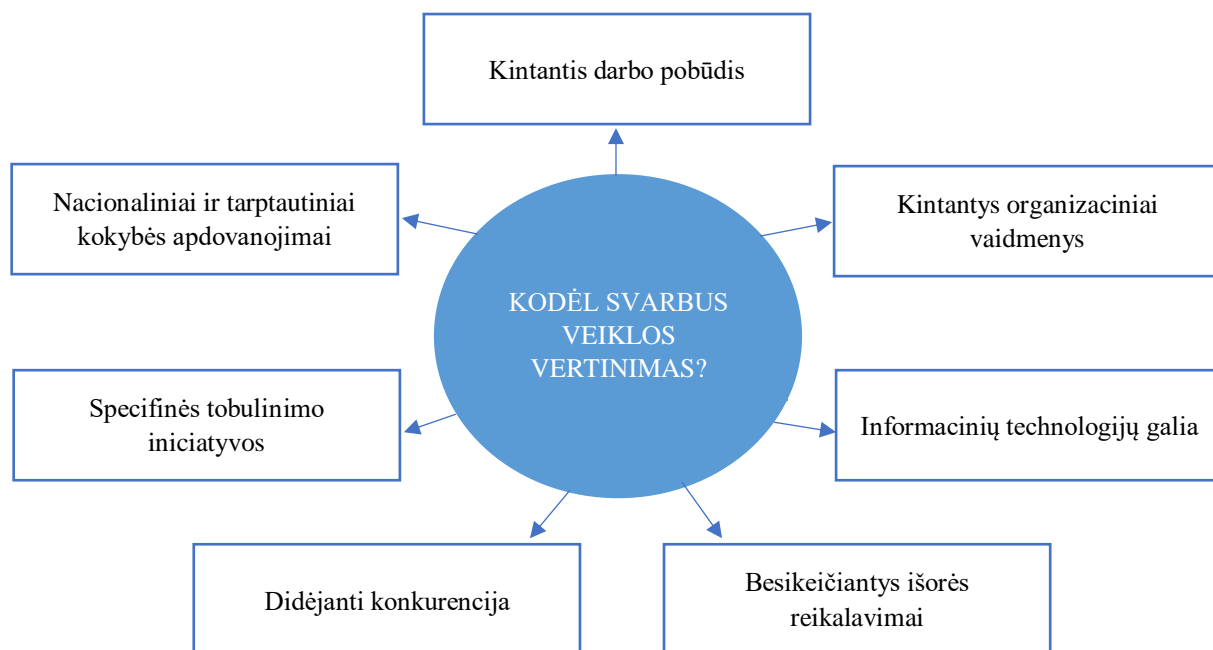 Kintantis darbo pobūdis
Nacionaliniai ir tarptautiniai
kokybės apdovanojimai
Kintantys organizaciniai
vaidmenys
KODĖL SVARBUS
VEIKLOS
VERTINIMAS?
Specifinės tobulinimo
iniciatyvos
Informacinių technologijų galia
Didėjanti konkurencija
Besikeičiantys išorės
reikalavimai